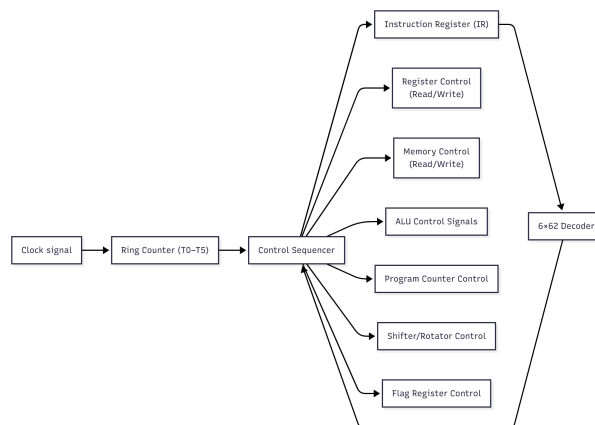 Instruction Register (IR)
Register Control
(Read/Write)
Memory Control
(Read/Write)
ALU Control Signals
6×62 Decoder
Clock signal
Ring Counter (T0–T5)
Control Sequencer
Program Counter Control
Shifter/Rotator Control
Flag Register Control